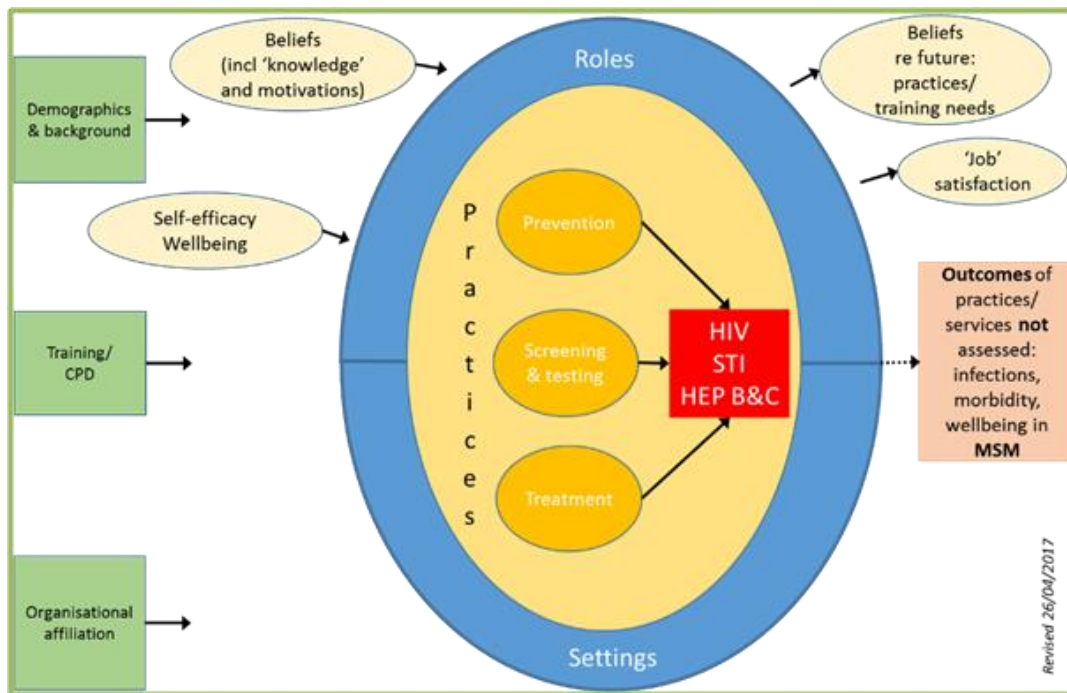 Demographics
& background
Training/
CPD
Organisational
affiliation
Beliefs
(incl ‘knowledge’
and motivations)
Self-efficacy
Wellbeing
Roles
Practices
Prevention
Screening
& testing
Treatment
HIV
STI
HEP B&C
Settings
Beliefs
re future:
practices/
training needs
‘Job’
satisfaction
Outcomes of
practices/
services not
assessed:
infections,
morbidity,
wellbeing in
MSM
Revised 26/04/2017